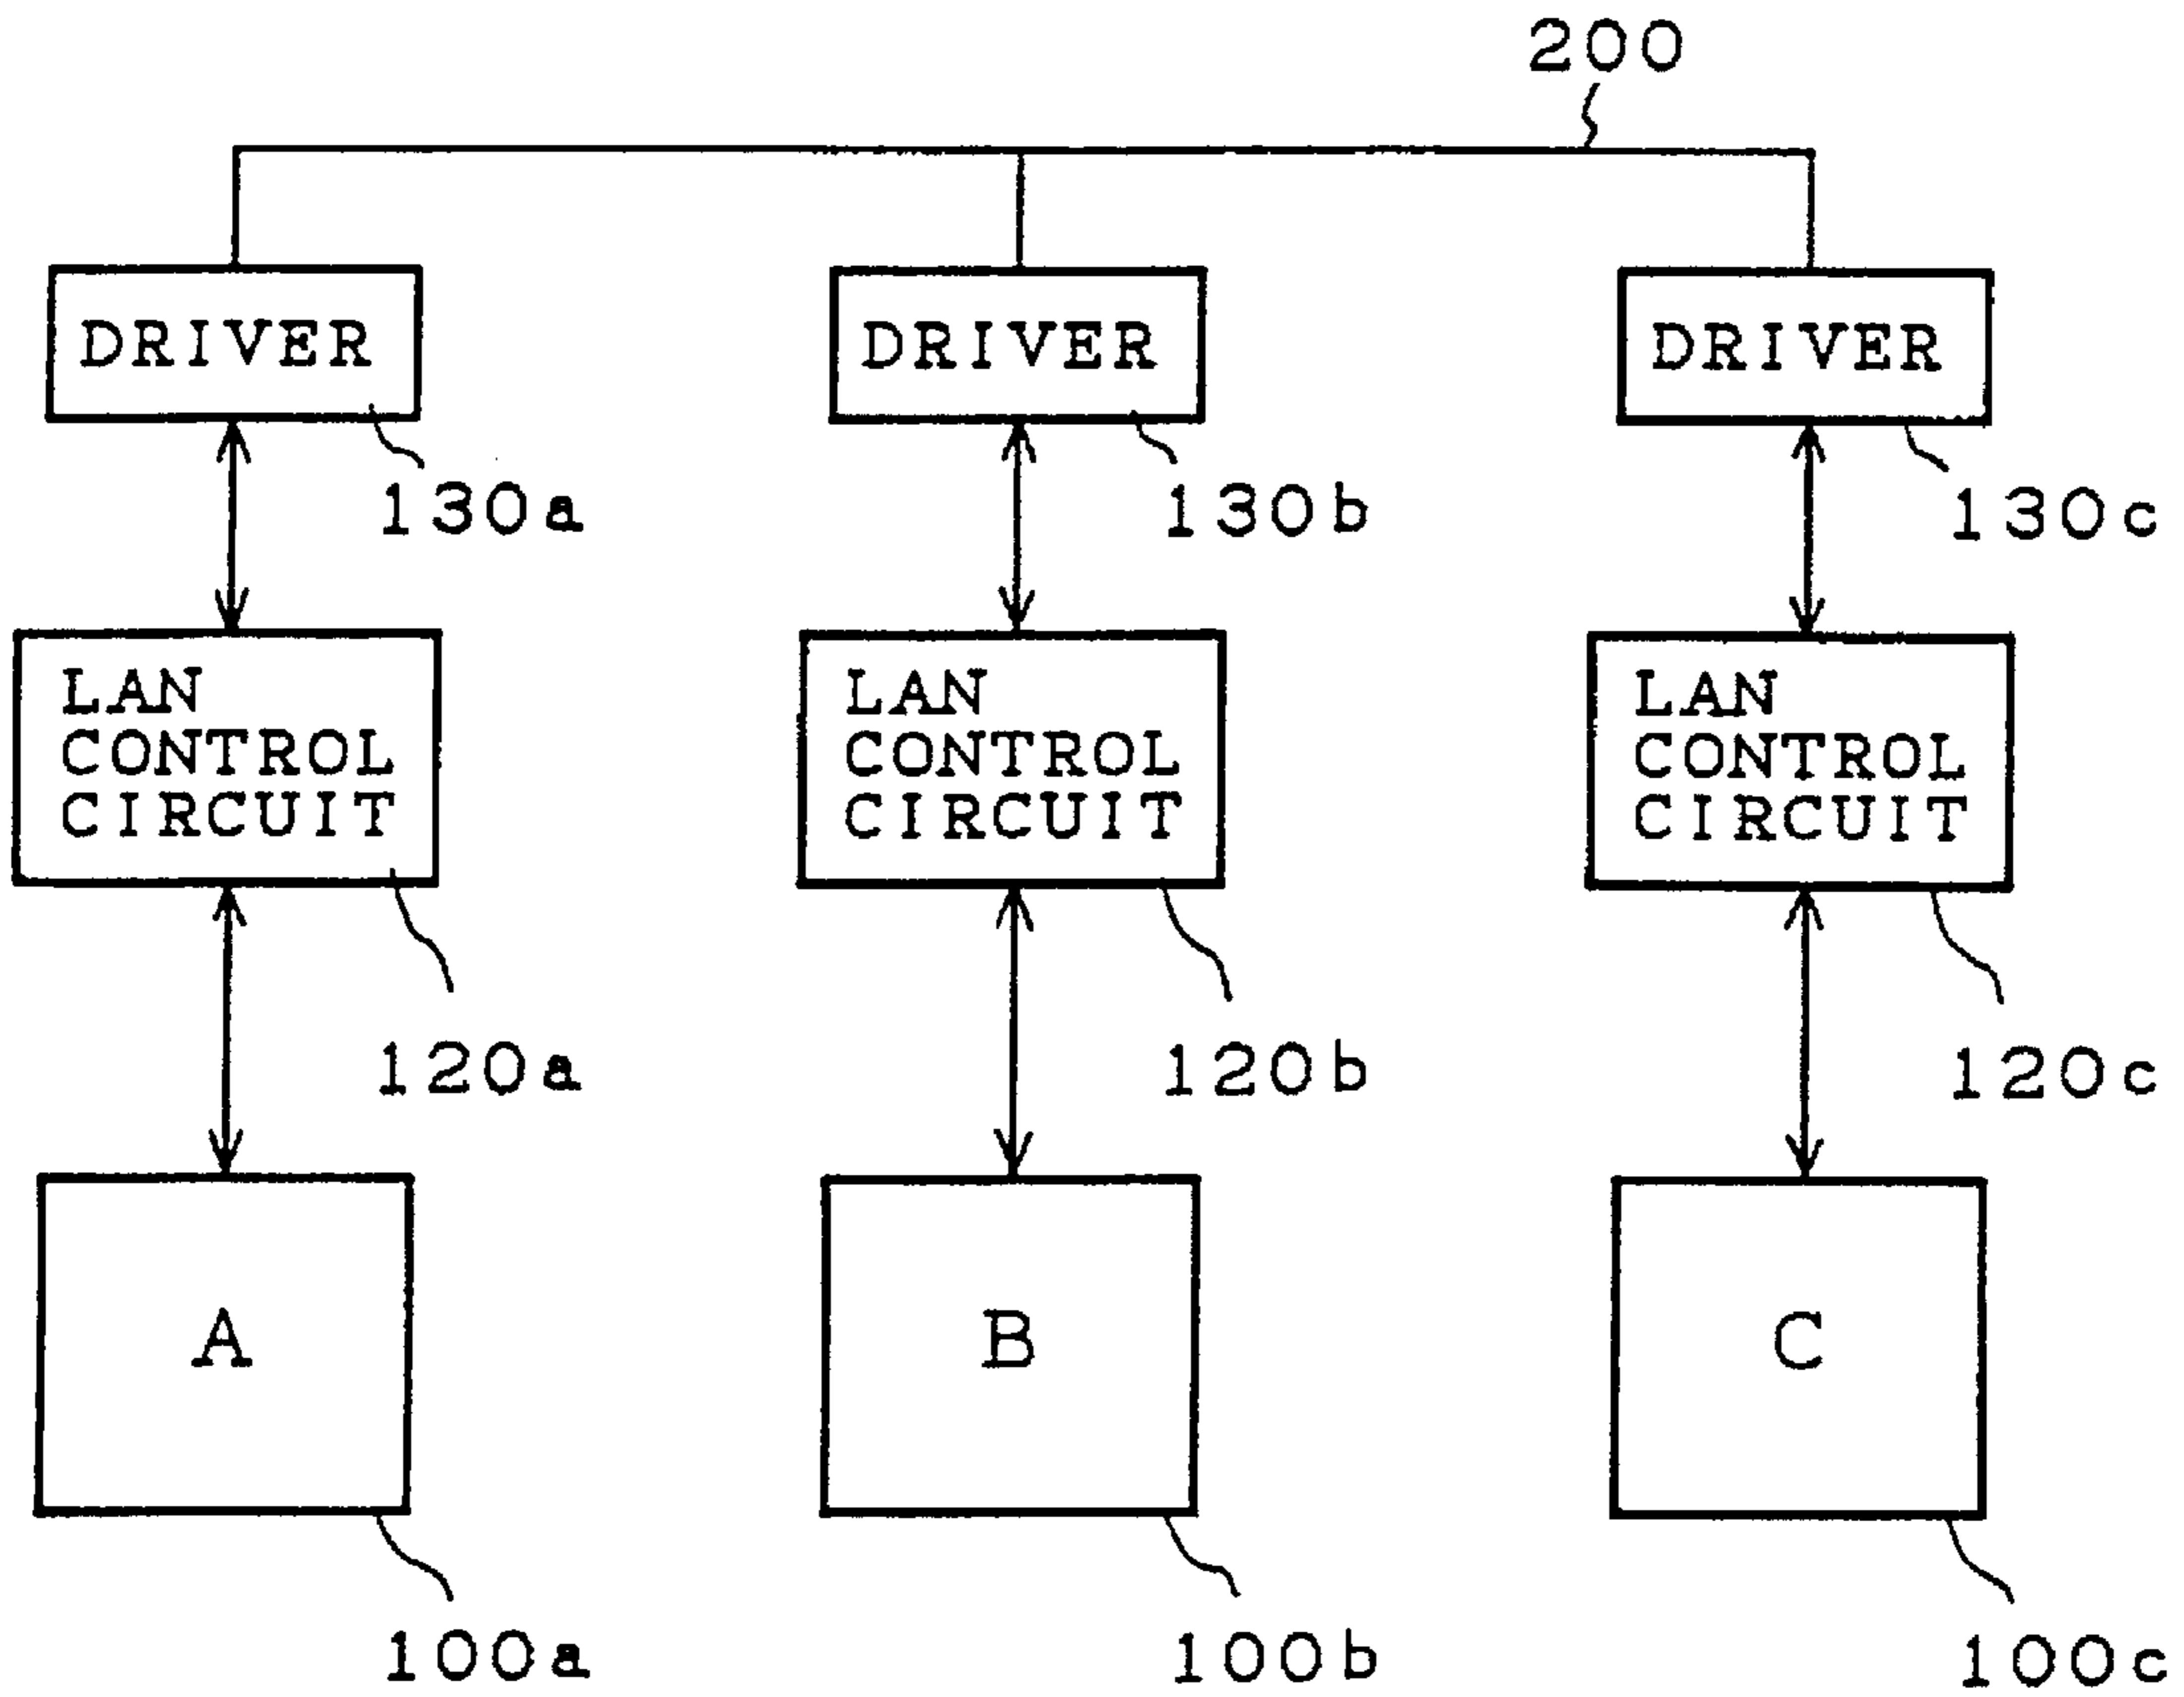 200
DRIVER DRIVER DRIVER
130a 130b 130c
LAN LAN LAN
CONTROL CONTROL CONTROL
CIRCUIT CIRCUIT CIRCUIT
120a 120b 120c
A B C
100a 100b 100c